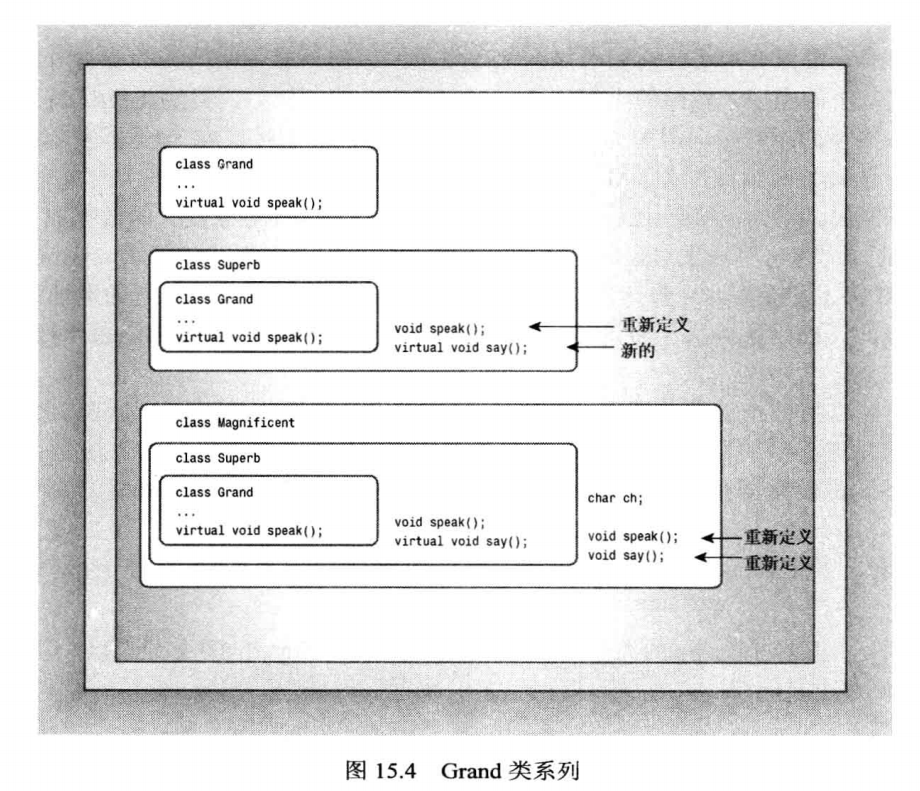 class Grand
...
virtual void speak();
class Superb
class Grand
...
virtual void speak();
void speak();
virtual void say();
重新定义
新的
class Magnificent
class Superb
class Grand
...
virtual void speak();
void speak();
virtual void say();
char ch;
void speak();
void say();
重新定义
重新定义
图 15.4 Grand 类系列